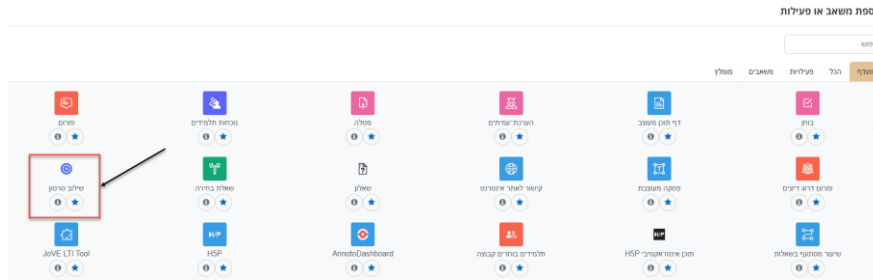 ספת משאב או פעילות
פוש
ועדף הכל פעילויות משאבים מומלץ
בוחן דף תוכן מעוצב הערכת־עמיתים מטלה נוכחות תלמידים פורום
פורום דרוג דיונים פסקה מעוצבת קישור לאתר אינטרנט שאלון שאלת בחירה שילוב סרטון
שיעור מסתעף בשאלות תוכן אינטראקטיבי H5P תלמידים בוחרים קבוצה AnnotoDashboard H5P JoVE LTI Tool